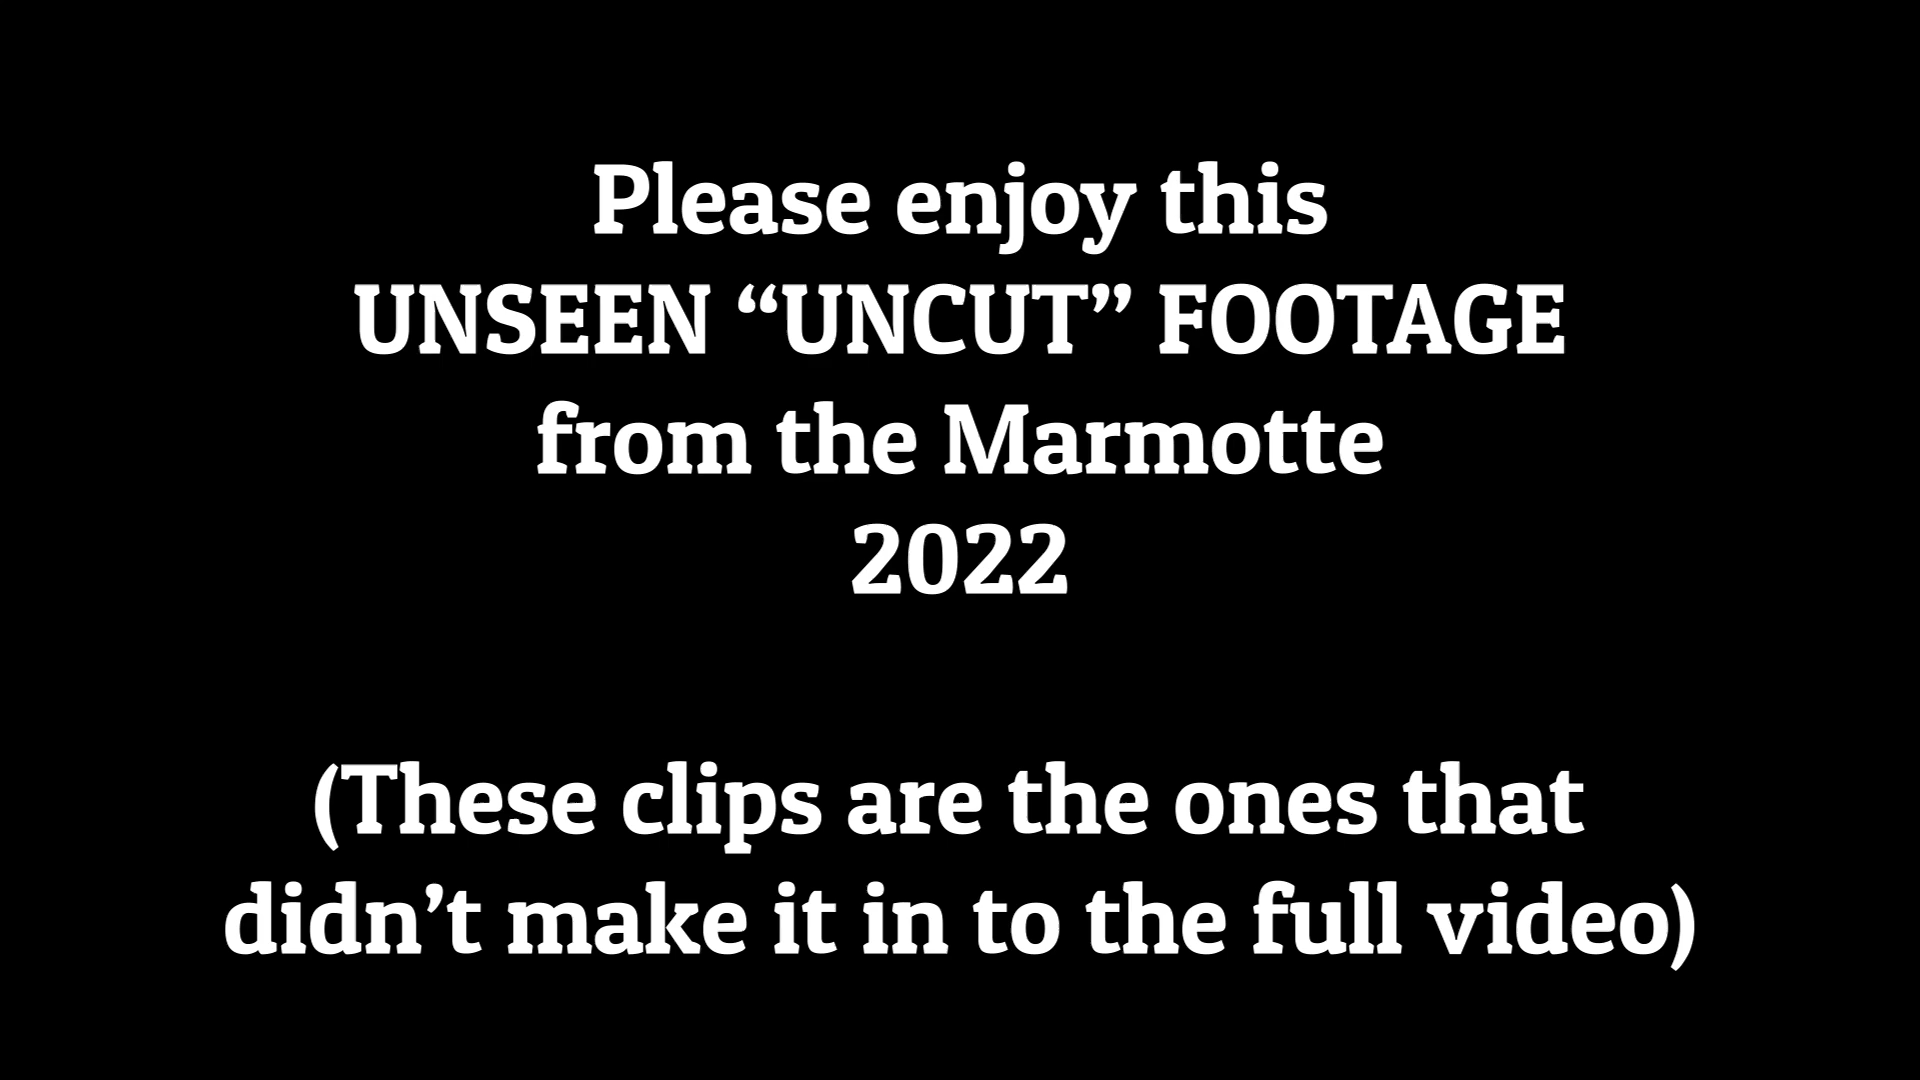 Please enjoy this
UNSEEN “UNCUT” FOOTAGE
from the Marmotte
2022
(These clips are the ones that
didn’t make it in to the full video)